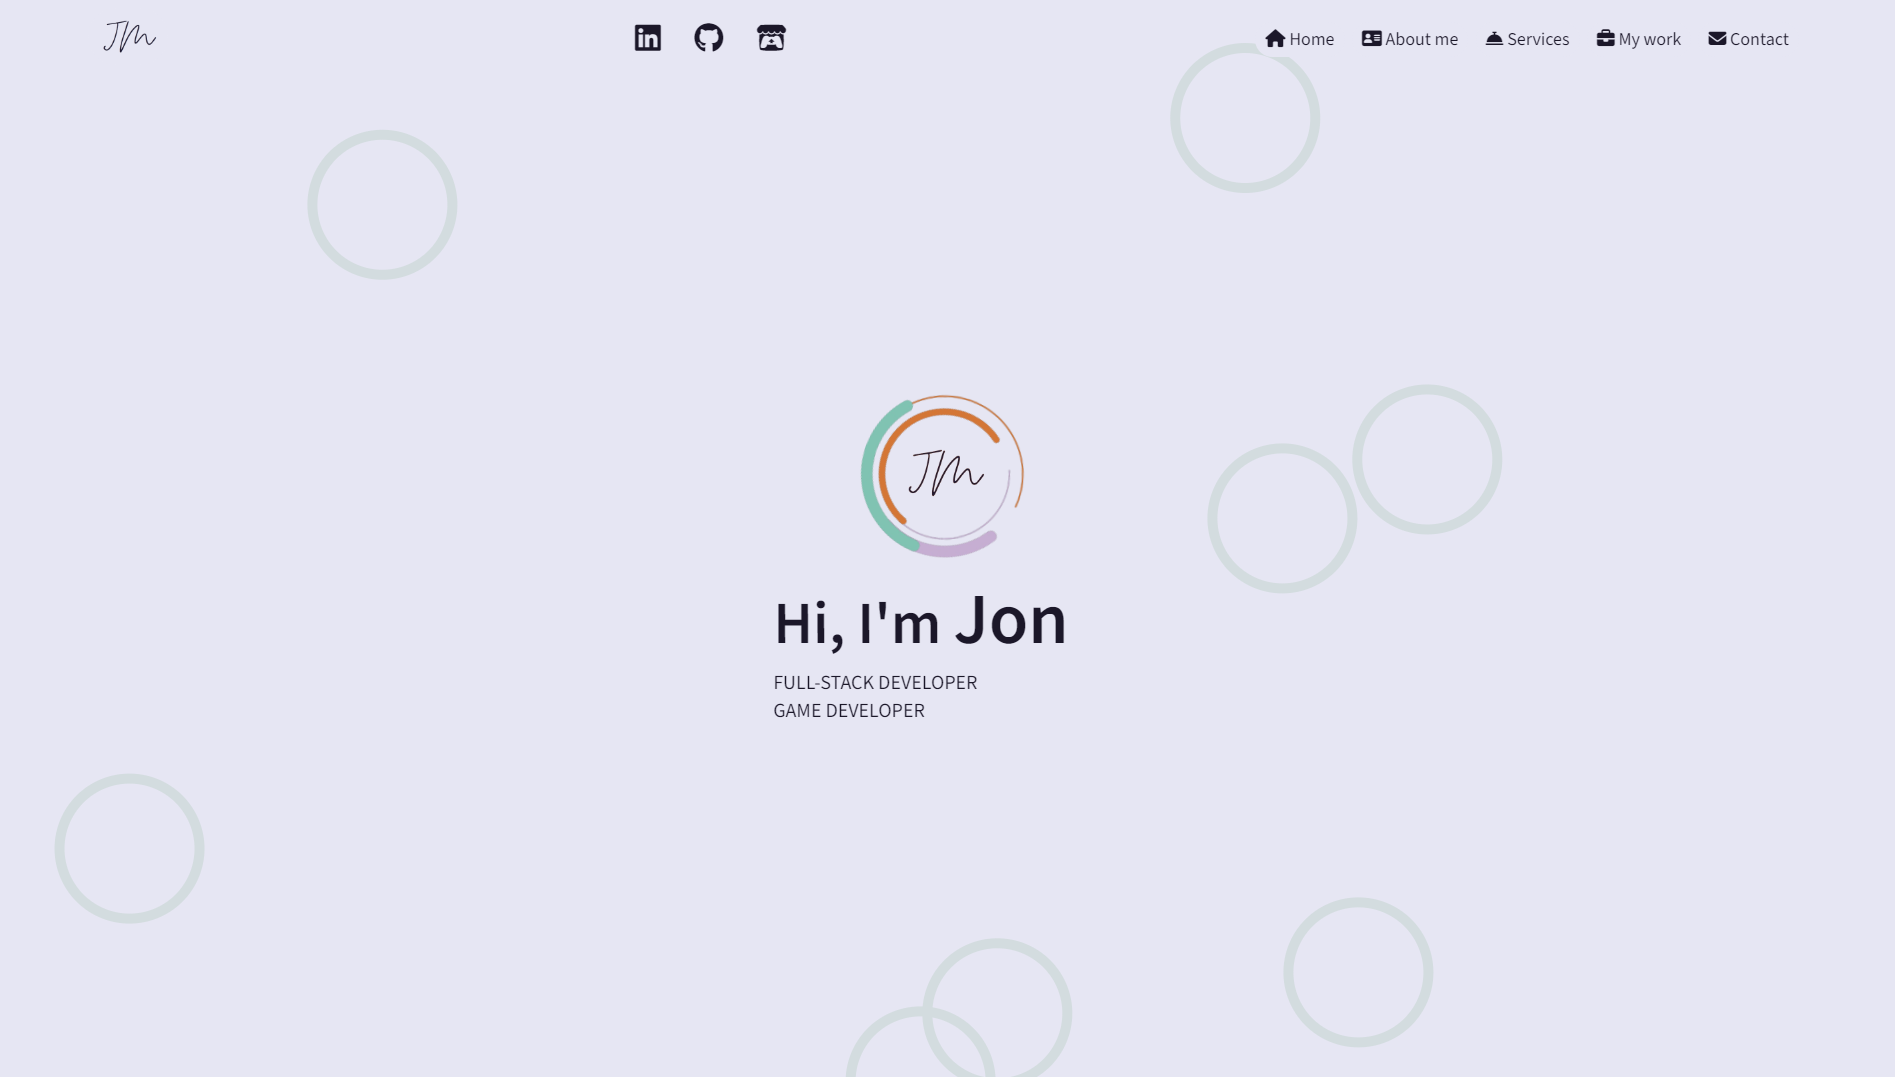 JM
Home
About me
Services
My work
Contact
JM
Hi, I'm Jon
FULL-STACK DEVELOPER
GAME DEVELOPER